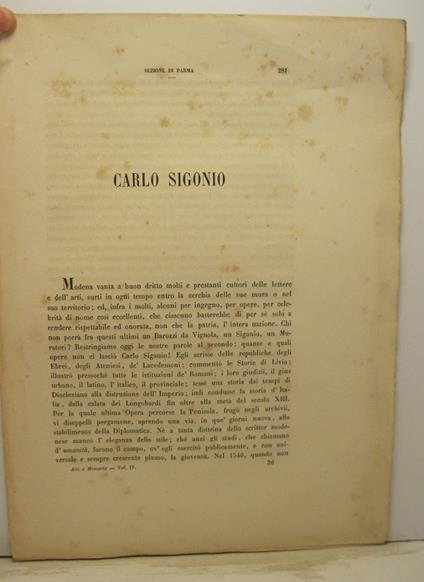 SEZIONE DI PARMA 281
CARLO SIGONIO
Modena vanta a buon dritto molti e prestanti cultori delle lettere
e dell' arti, surti in ogni tempo entro la cerchia delle sue mura o nel
suo territorio; ed, infra i molti, alcuni per ingegno, per opere, per cele-
brità di nome così eccellenti, che ciascuno basterebbe di per sè solo a
rendere rispettabile ed onorata, non che la patria, l' intera nazione. Chi
non porrà fra questi ultimi un Barozzi da Vignola, un Sigonio, un Mu-
ratori? Restringiamo oggi le nostre parole al secondo: quante e quali
opere non ci lasciò Carlo Sigonio! Egli scrisse delle republiche degli
Ebrei, degli Ateniesi, de' Lacedemoni; commentò le Storie di Livio;
illustrò pressochè tutte le istituzioni de' Romani; i loro giudizii, il gius
urbano, il latino, l' italico, il provinciale; tessè una storia dei tempi di
Diocleziano alla distruzione dell' Imperio; indi condusse la storia d' Ita-
lia, dalla calata dei Longobardi fin oltre alla metà del secolo XIII.
Per la quale ultima Opera percorse la Penisola, frugò negli archivii,
vi diseppellì pergamene, aprendo una via, in que' giorni nuova, allo
stabilimento della Diplomatica. Nè a tanta dottrina dello scrittor mode-
nese mancò l' eleganza dello stile; chè anzi gli studi, che chiamano
d' umanità, furono il campo, ov' egli esercitò publicamente, e con uni-
versale e sempre crescente plauso, la gioventù. Nel 1546, quando non
Atti e Memorie — Vol. IV. 36